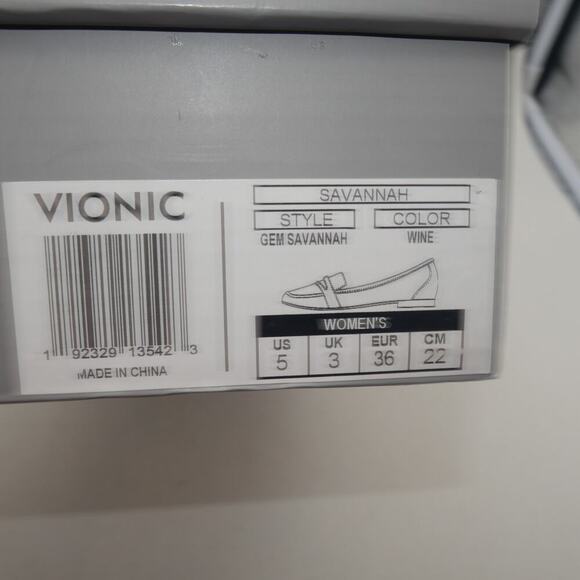 VIONIC
1 92329 13542 3
MADE IN CHINA
SAVANNAH
STYLE COLOR
GEM SAVANNAH WINE
WOMEN'S
US UK EUR CM
5 3 36 22